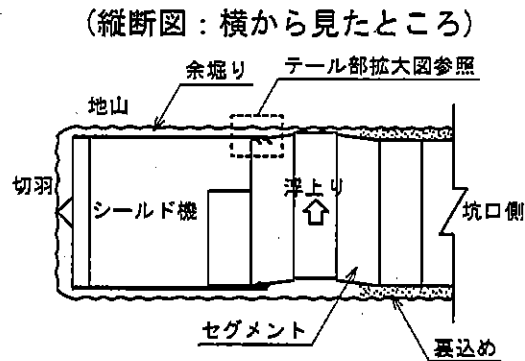 (縦断図：横から見たところ)
余堀り
テール部拡大図参照
地山
切羽
シールド機
浮上り
坑口側
セグメント
裏込め